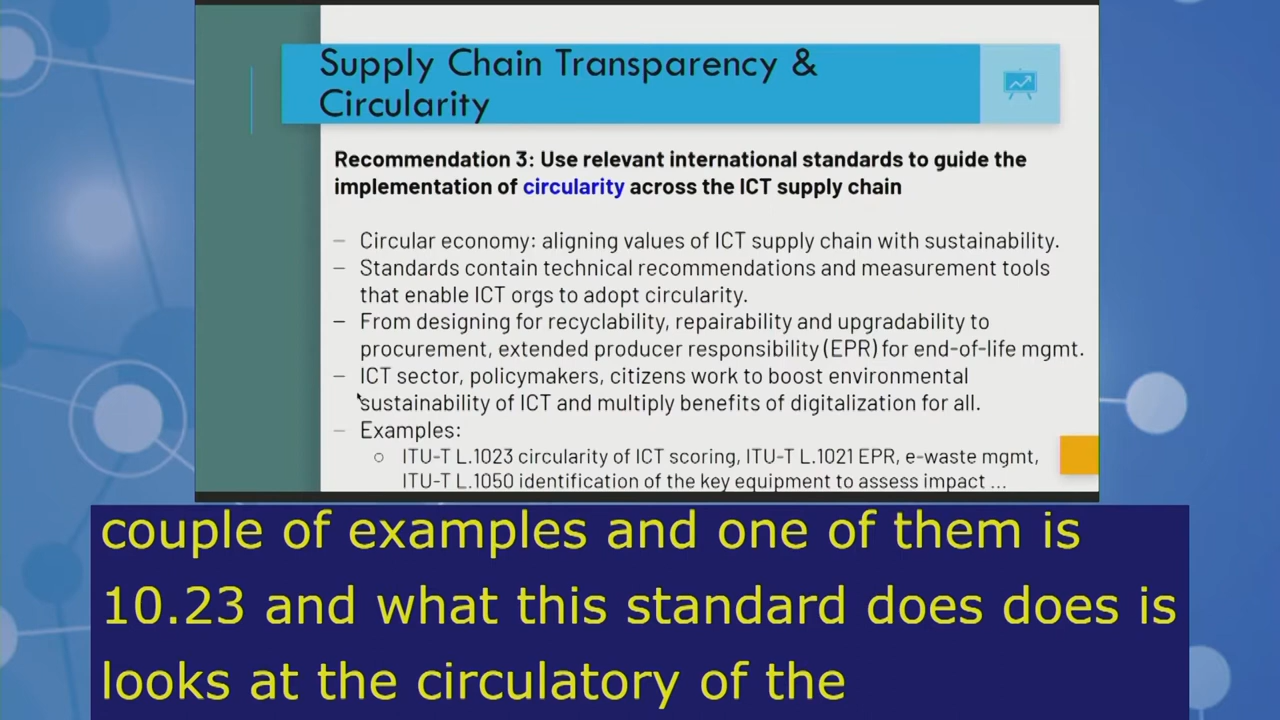 Supply Chain Transparency &
Circularity
Recommendation 3: Use relevant international standards to guide the
implementation of circularity across the ICT supply chain
– Circular economy: aligning values of ICT supply chain with sustainability.
– Standards contain technical recommendations and measurement tools
that enable ICT orgs to adopt circularity.
– From designing for recyclability, repairability and upgradability to
procurement, extended producer responsibility (EPR) for end-of-life mgmt.
– ICT sector, policymakers, citizens work to boost environmental
sustainability of ICT and multiply benefits of digitalization for all.
– Examples:
○ ITU-T L.1023 circularity of ICT scoring, ITU-T L.1021 EPR, e-waste mgmt,
ITU-T L.1050 identification of the key equipment to assess impact ...
couple of examples and one of them is
10.23 and what this standard does does is
looks at the circulatory of the